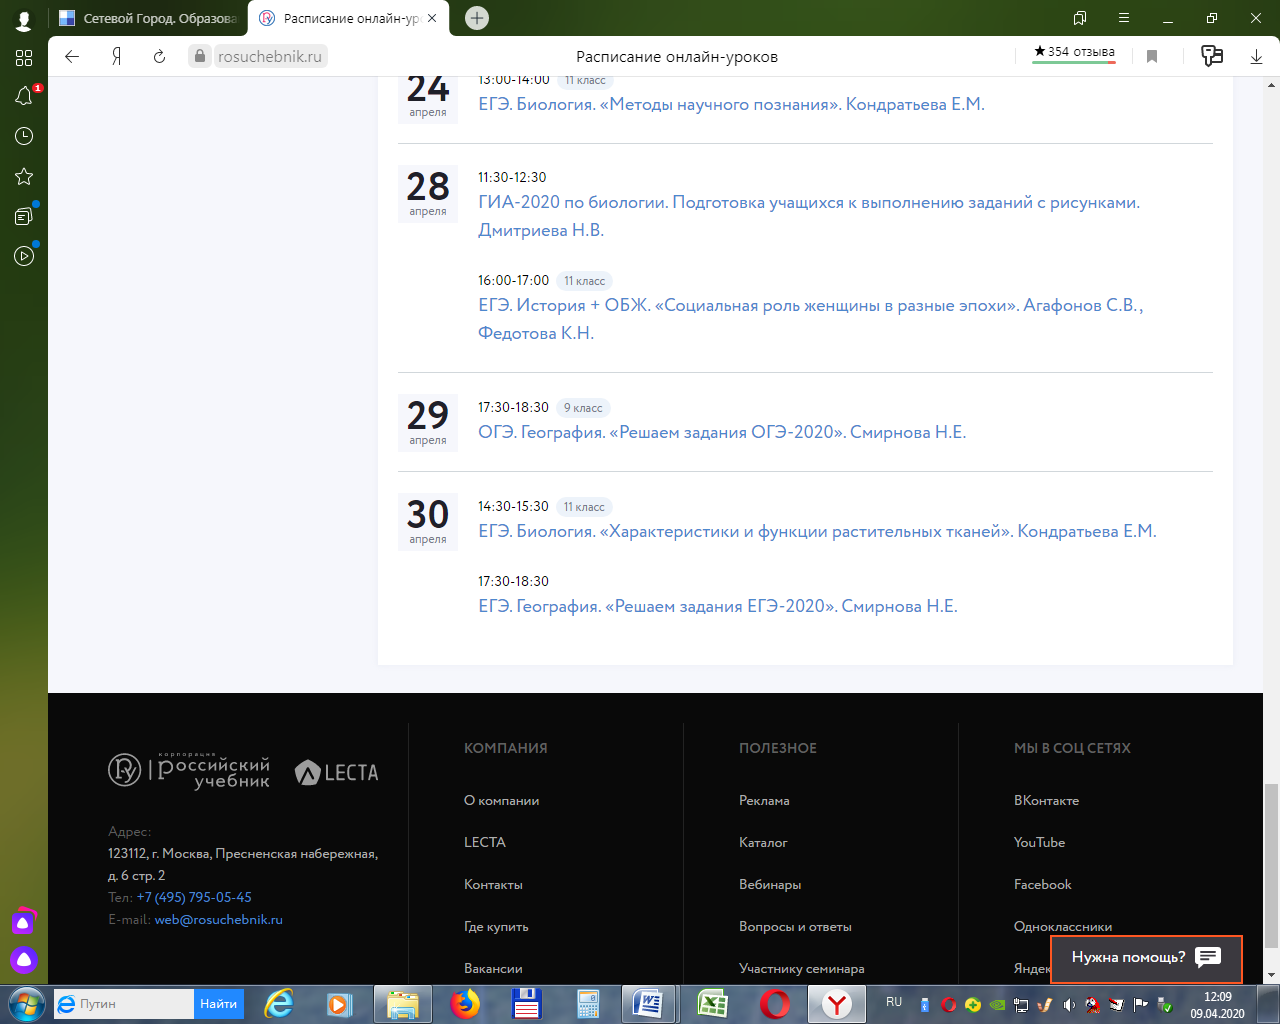 Сетевой Город. Образова
Расписание онлайн-уро
rosuchebnik.ru
Расписание онлайн-уроков
★354 отзыва
1
24
апреля
13:00-14:00 11 класс
ЕГЭ. Биология. «Методы научного познания». Кондратьева Е.М.
28
апреля
11:30-12:30
ГИА-2020 по биологии. Подготовка учащихся к выполнению заданий с рисунками.
Дмитриева Н.В.
16:00-17:00 11 класс
ЕГЭ. История + ОБЖ. «Социальная роль женщины в разные эпохи». Агафонов С.В.,
Федотова К.Н.
29
апреля
17:30-18:30 9 класс
ОГЭ. География. «Решаем задания ОГЭ-2020». Смирнова Н.Е.
30
апреля
14:30-15:30 11 класс
ЕГЭ. Биология. «Характеристики и функции растительных тканей». Кондратьева Е.М.
17:30-18:30
ЕГЭ. География. «Решаем задания ЕГЭ-2020». Смирнова Н.Е.
корпорация
российский
учебник
LECTA
Адрес:
123112, г. Москва, Пресненская набережная,
д. 6 стр. 2
Тел: +7 (495) 795-05-45
E-mail: web@rosuchebnik.ru
КОМПАНИЯ
О компании
LECTA
Контакты
Где купить
Вакансии
ПОЛЕЗНОЕ
Реклама
Каталог
Вебинары
Вопросы и ответы
Участнику семинара
МЫ В СОЦ СЕТЯХ
ВКонтакте
YouTube
Facebook
Одноклассники
Яндек
Нужна помощь?
Путин
Найти
RU
12:09
09.04.2020